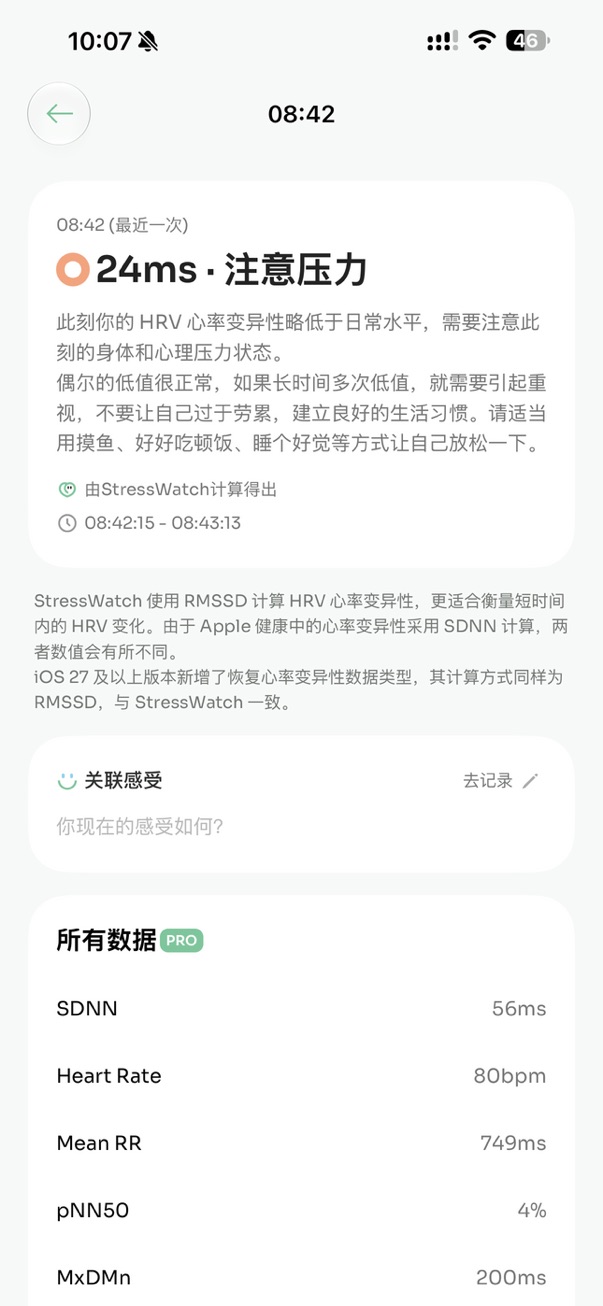 10:07
46
08:42
08:42 (最近一次)
24ms · 注意压力
此刻你的 HRV 心率变异性略低于日常水平，需要注意此
刻的身体和心理压力状态。
偶尔的低值很正常，如果长时间多次低值，就需要引起重
视，不要让自己过于劳累，建立良好的生活习惯。请适当
用摸鱼、好好吃顿饭、睡个好觉等方式让自己放松一下。
由StressWatch计算得出
08:42:15 - 08:43:13
StressWatch 使用 RMSSD 计算 HRV 心率变异性，更适合衡量短时间
内的 HRV 变化。由于 Apple 健康中的心率变异性采用 SDNN 计算，两
者数值会有所不同。
iOS 27 及以上版本新增了恢复心率变异性数据类型，其计算方式同样为
RMSSD，与 StressWatch 一致。
关联感受 去记录
你现在的感受如何?
所有数据 PRO
SDNN 56ms
Heart Rate 80bpm
Mean RR 749ms
pNN50 4%
MxDMn 200ms